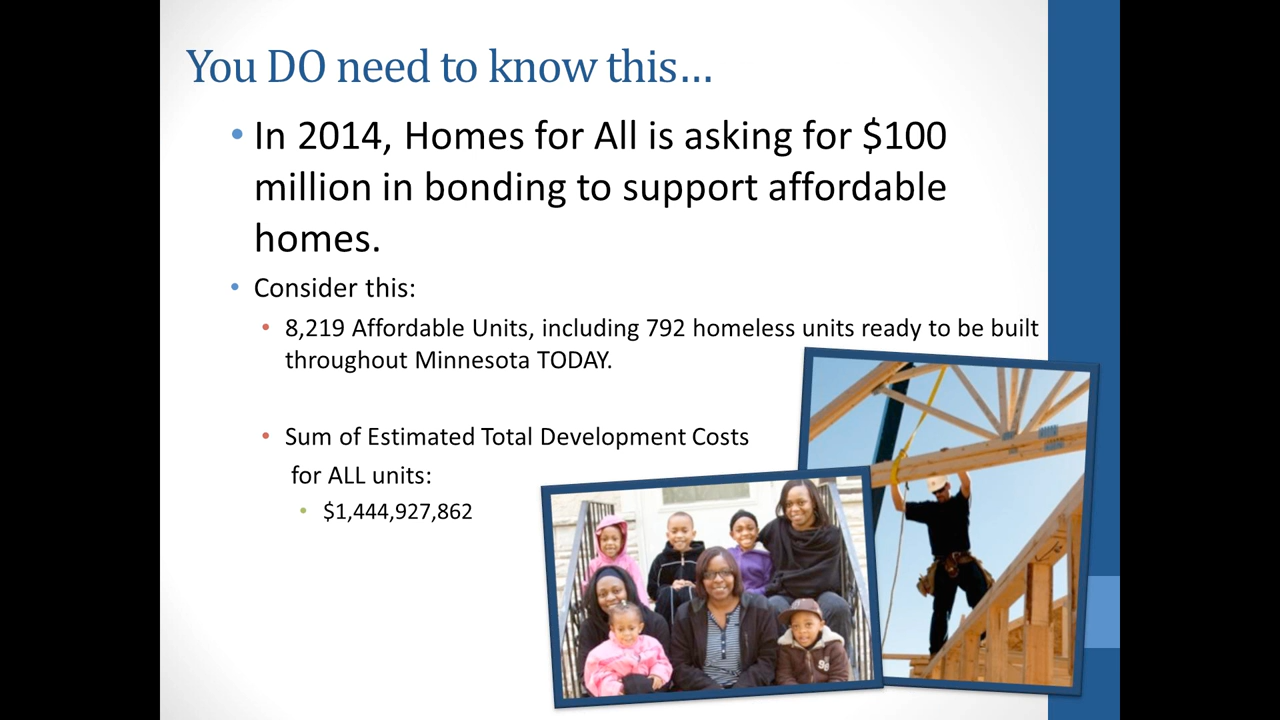 You DO need to know this...
• In 2014, Homes for All is asking for $100
million in bonding to support affordable
homes.
• Consider this:
• 8,219 Affordable Units, including 792 homeless units ready to be built
throughout Minnesota TODAY.
• Sum of Estimated Total Development Costs
for ALL units:
• $1,444,927,862